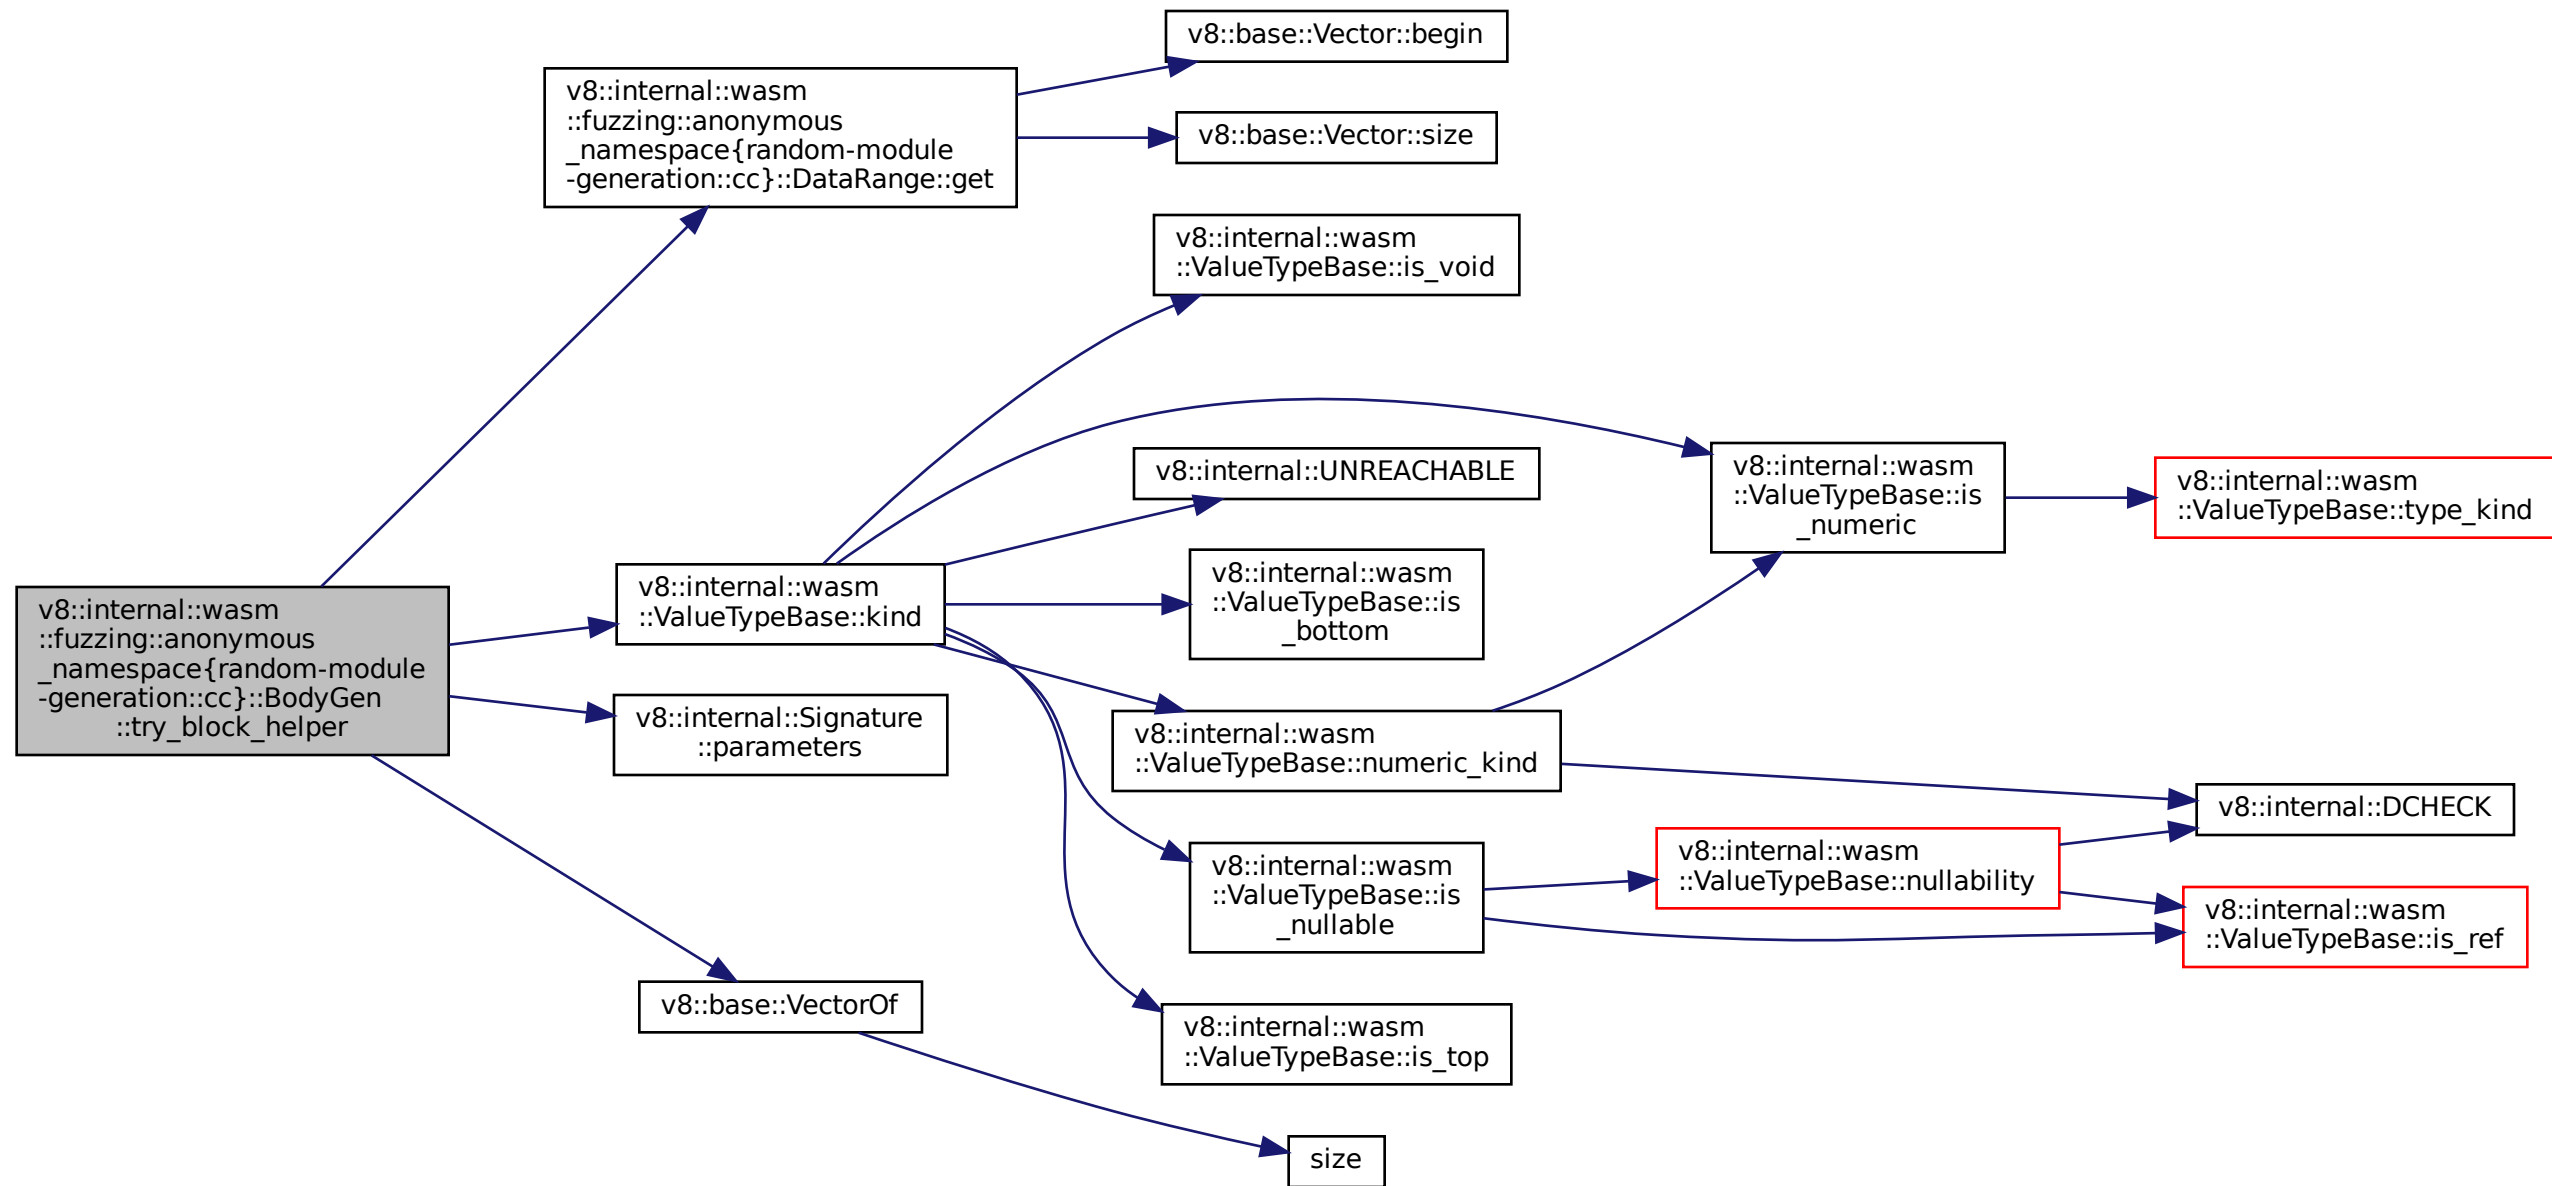 v8::internal::wasm
::fuzzing::anonymous
_namespace{random-module
-generation::cc}::BodyGen
::try_block_helper
v8::internal::wasm
::fuzzing::anonymous
_namespace{random-module
-generation::cc}::DataRange::get
v8::base::Vector::begin
v8::base::Vector::size
v8::internal::wasm
::ValueTypeBase::kind
v8::internal::wasm
::ValueTypeBase::is_void
v8::internal::wasm
::ValueTypeBase::is
_numeric
v8::internal::wasm
::ValueTypeBase::type_kind
v8::internal::UNREACHABLE
v8::internal::wasm
::ValueTypeBase::is
_bottom
v8::internal::wasm
::ValueTypeBase::numeric_kind
v8::internal::DCHECK
v8::internal::wasm
::ValueTypeBase::is
_nullable
v8::internal::wasm
::ValueTypeBase::nullability
v8::internal::wasm
::ValueTypeBase::is_ref
v8::internal::wasm
::ValueTypeBase::is_top
v8::internal::Signature
::parameters
v8::base::VectorOf
size